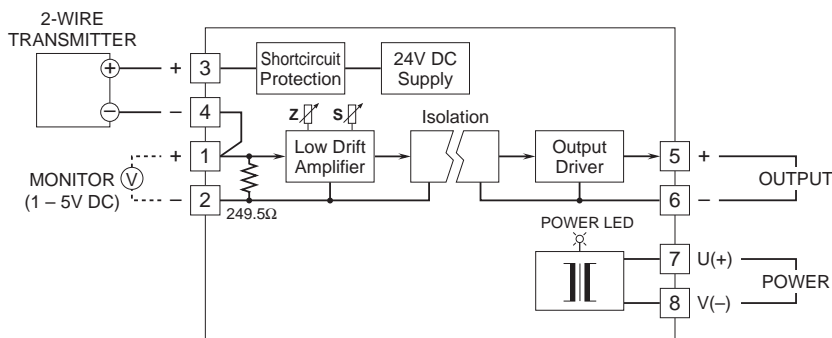 2-WIRE
TRANSMITTER
+
−
+
−
3
4
Shortcircuit
Protection
24V DC
Supply
Z
S
Isolation
+
−
1
2
MONITOR
(1 – 5V DC)
V
249.5Ω
Low Drift
Amplifier
Output
Driver
5
6
+
−
OUTPUT
POWER LED
7
8
U(+)
V(–)
POWER